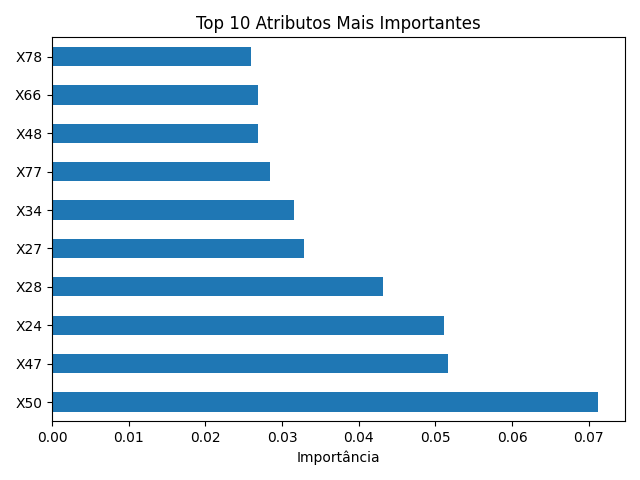 Top 10 Atributos Mais Importantes
X78
X66
X48
X77
X34
X27
X28
X24
X47
X50
0.00 0.01 0.02 0.03 0.04 0.05 0.06 0.07
Importância